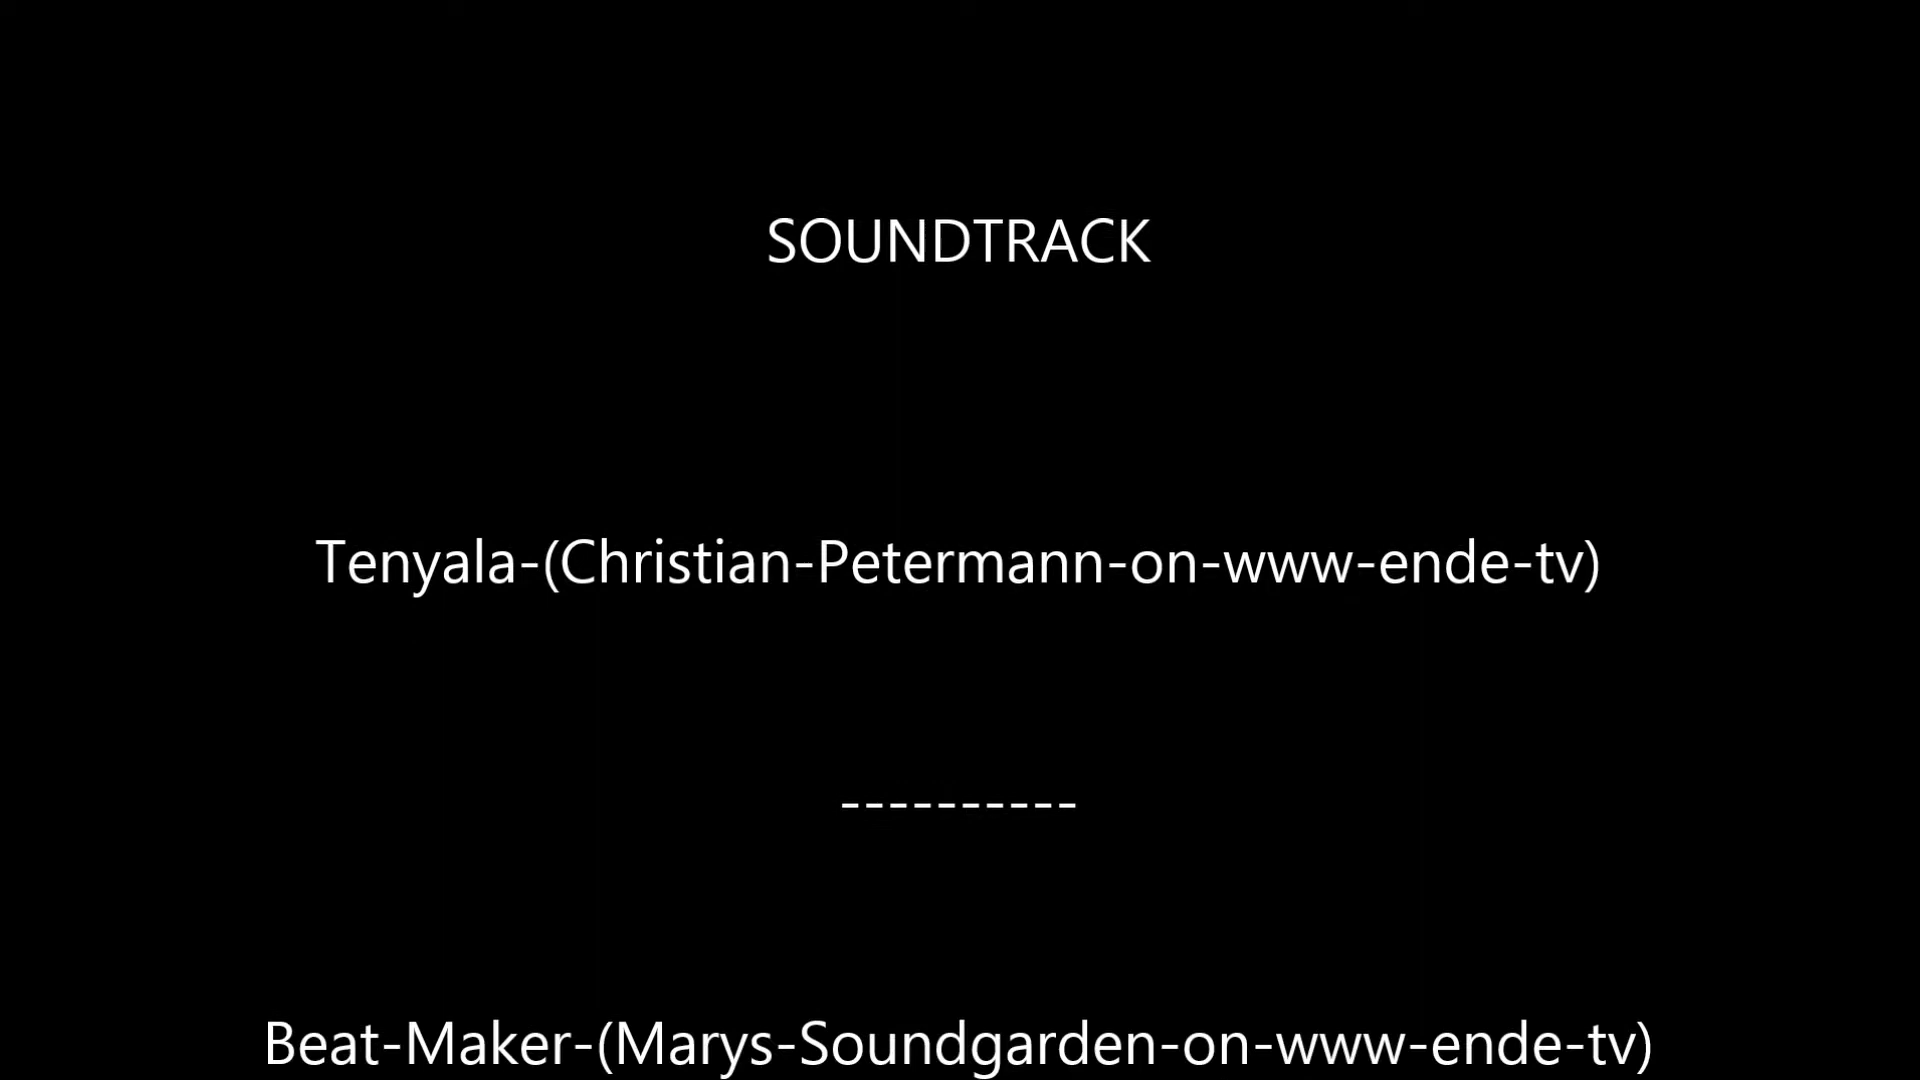 SOUNDTRACK
Tenyala-(Christian-Petermann-on-www-ende-tv)
----------
Beat-Maker-(Marys-Soundgarden-on-www-ende-tv)